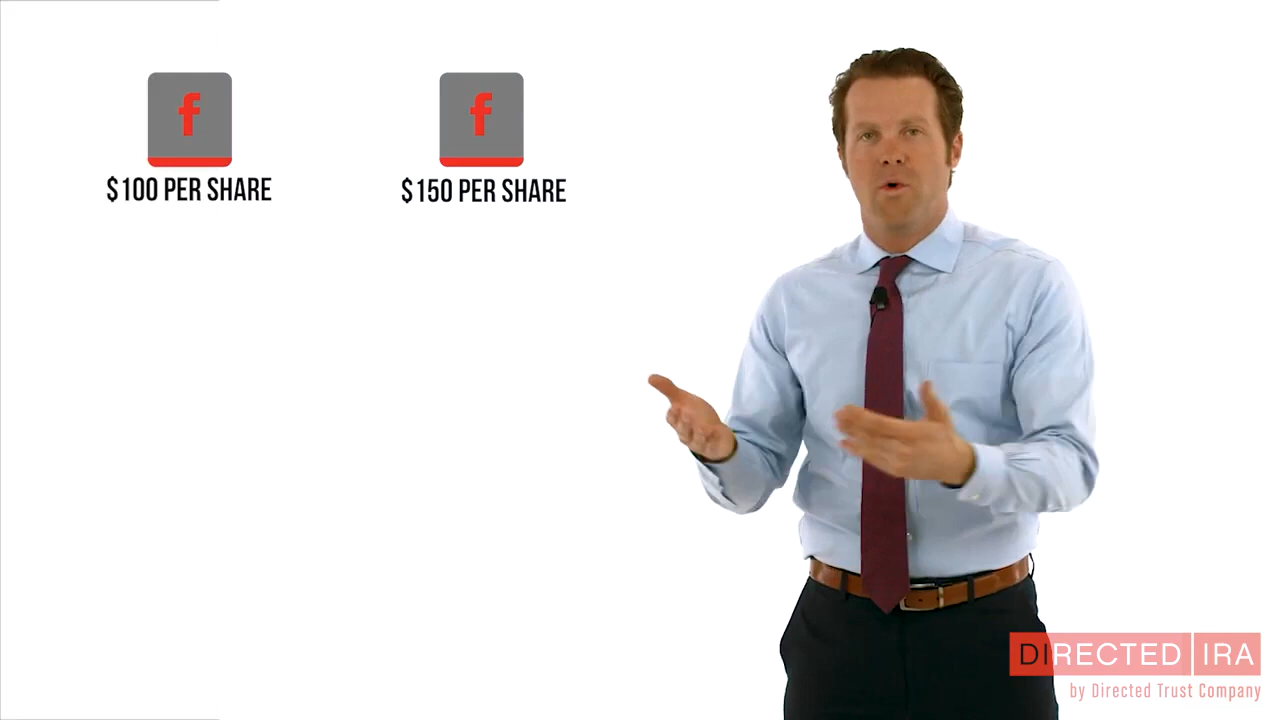 f
f
$100 PER SHARE
$150 PER SHARE
DIRECTED IRA
by Directed Trust Company